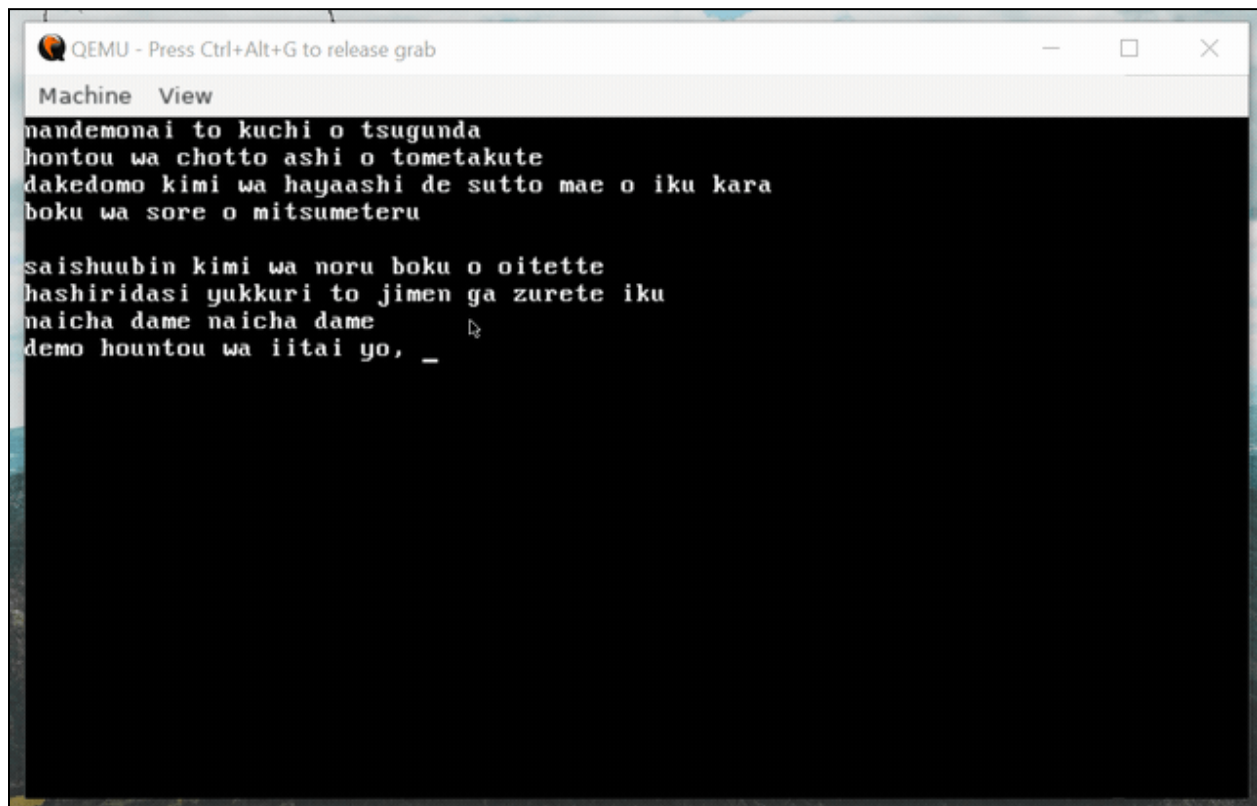 QEMU - Press Ctrl+Alt+G to release grab
Machine View
nandemonai to kuchi o tsugunda
hontou wa chotto ashi o tometakute
dakedomo kimi wa hayaashi de sutto mae o iku kara
boku wa sore o mitsumeteru
saishuubin kimi wa noru boku o oitette
hashiridasi yukkuri to jimen ga zurete iku
naicha dame naicha dame
demo hountou wa iitai yo, _